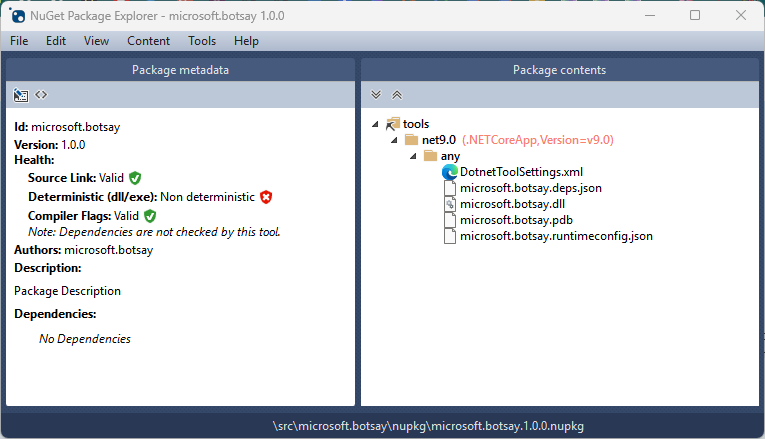 NuGet Package Explorer - microsoft.botsay 1.0.0
File Edit View Content Tools Help
Package metadata
Id: microsoft.botsay
Version: 1.0.0
Health:
Source Link: Valid
Deterministic (dll/exe): Non deterministic
Compiler Flags: Valid
Note: Dependencies are not checked by this tool.
Authors: microsoft.botsay
Description:
Package Description
Dependencies:
No Dependencies
Package contents
tools
net9.0 (.NETCoreApp,Version=v9.0)
any
DotnetToolSettings.xml
microsoft.botsay.deps.json
microsoft.botsay.dll
microsoft.botsay.pdb
microsoft.botsay.runtimeconfig.json
\src\microsoft.botsay\nupkg\microsoft.botsay.1.0.0.nupkg